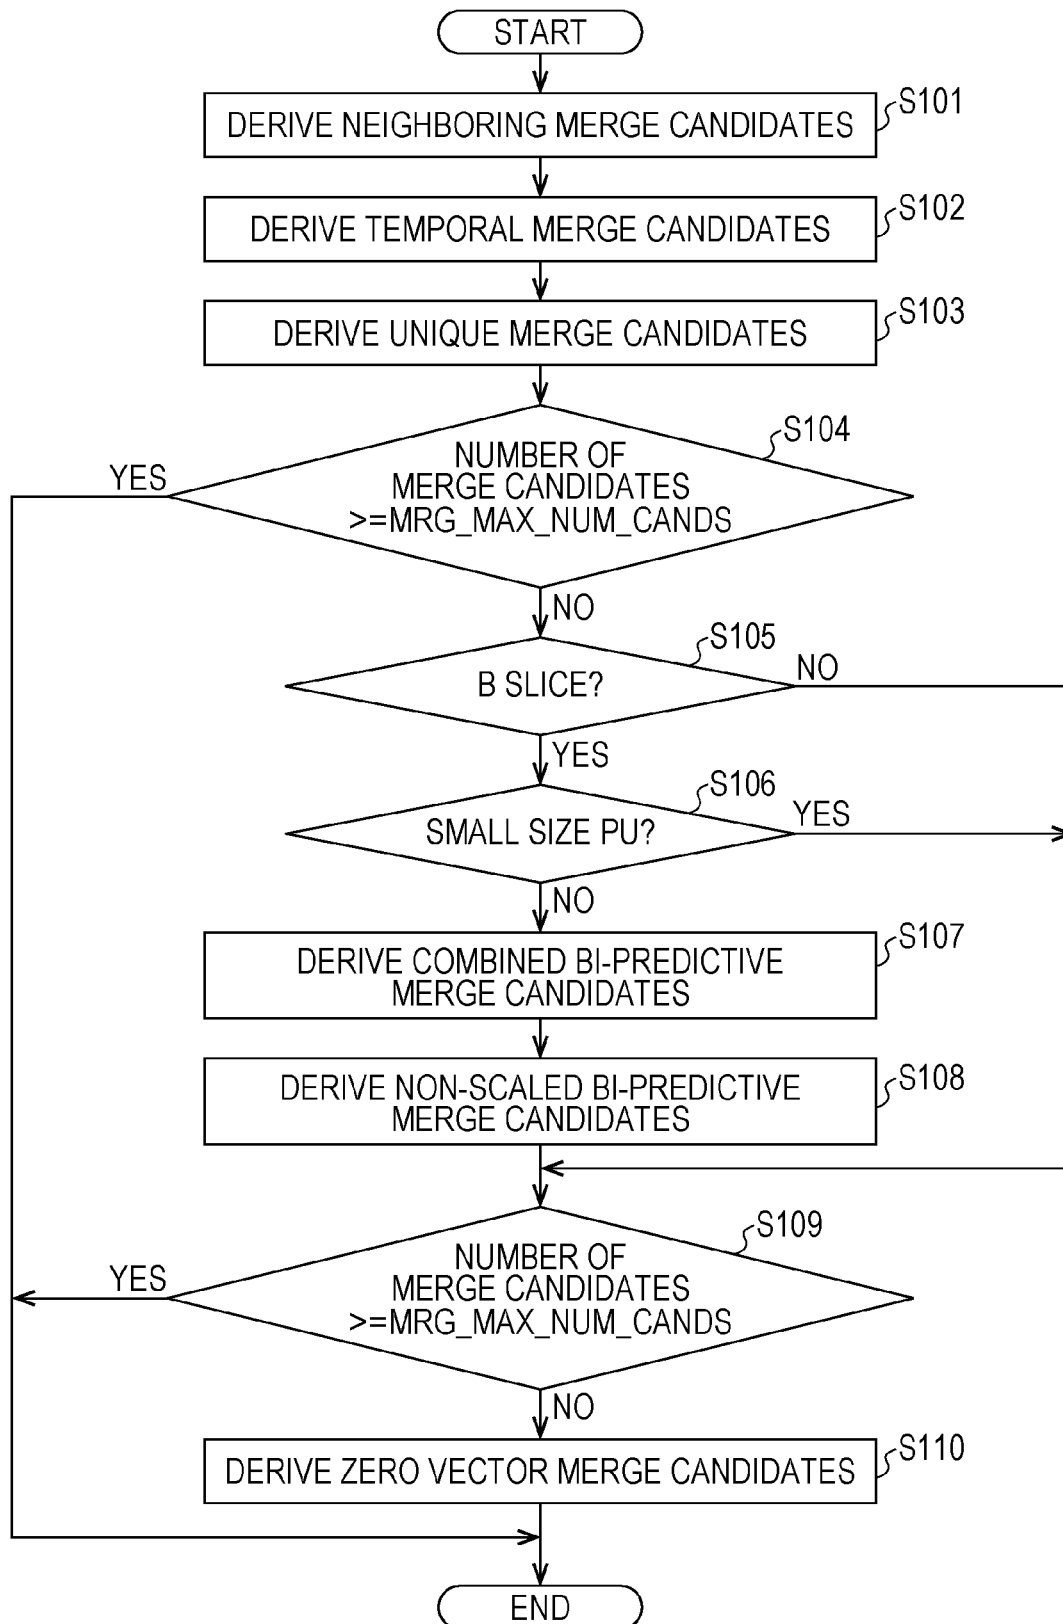 START
DERIVE NEIGHBORING MERGE CANDIDATES
S101
DERIVE TEMPORAL MERGE CANDIDATES
S102
DERIVE UNIQUE MERGE CANDIDATES
S103
S104
YES
NUMBER OF
MERGE CANDIDATES
>=MRG_MAX_NUM_CANDS
NO
S105
B SLICE?
NO
YES
S106
SMALL SIZE PU?
YES
NO
S107
DERIVE COMBINED BI-PREDICTIVE
MERGE CANDIDATES
S108
DERIVE NON-SCALED BI-PREDICTIVE
MERGE CANDIDATES
S109
YES
NUMBER OF
MERGE CANDIDATES
>=MRG_MAX_NUM_CANDS
NO
S110
DERIVE ZERO VECTOR MERGE CANDIDATES
END